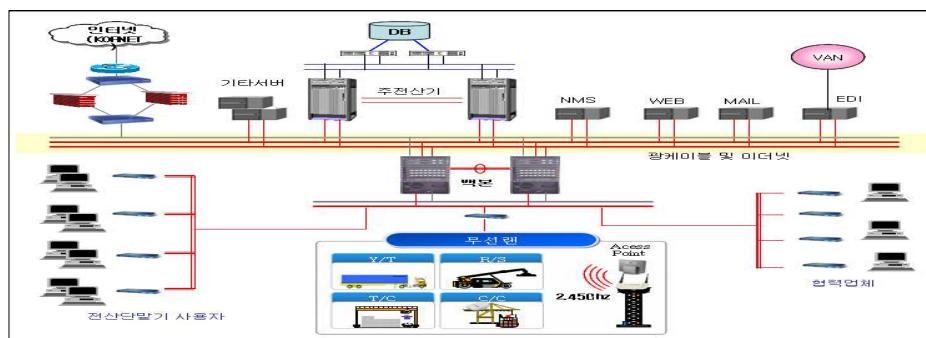 인터넷
(KORNET
DB
VAN
기타서버
주전산기
NMS
WEB
MAIL
EDI
광케이블 및 이더넷
백본
무선랜
Acess
Point
Y/T
R/S
2.45Ghz
T/C
C/C
전산단말기 사용자
협력업체